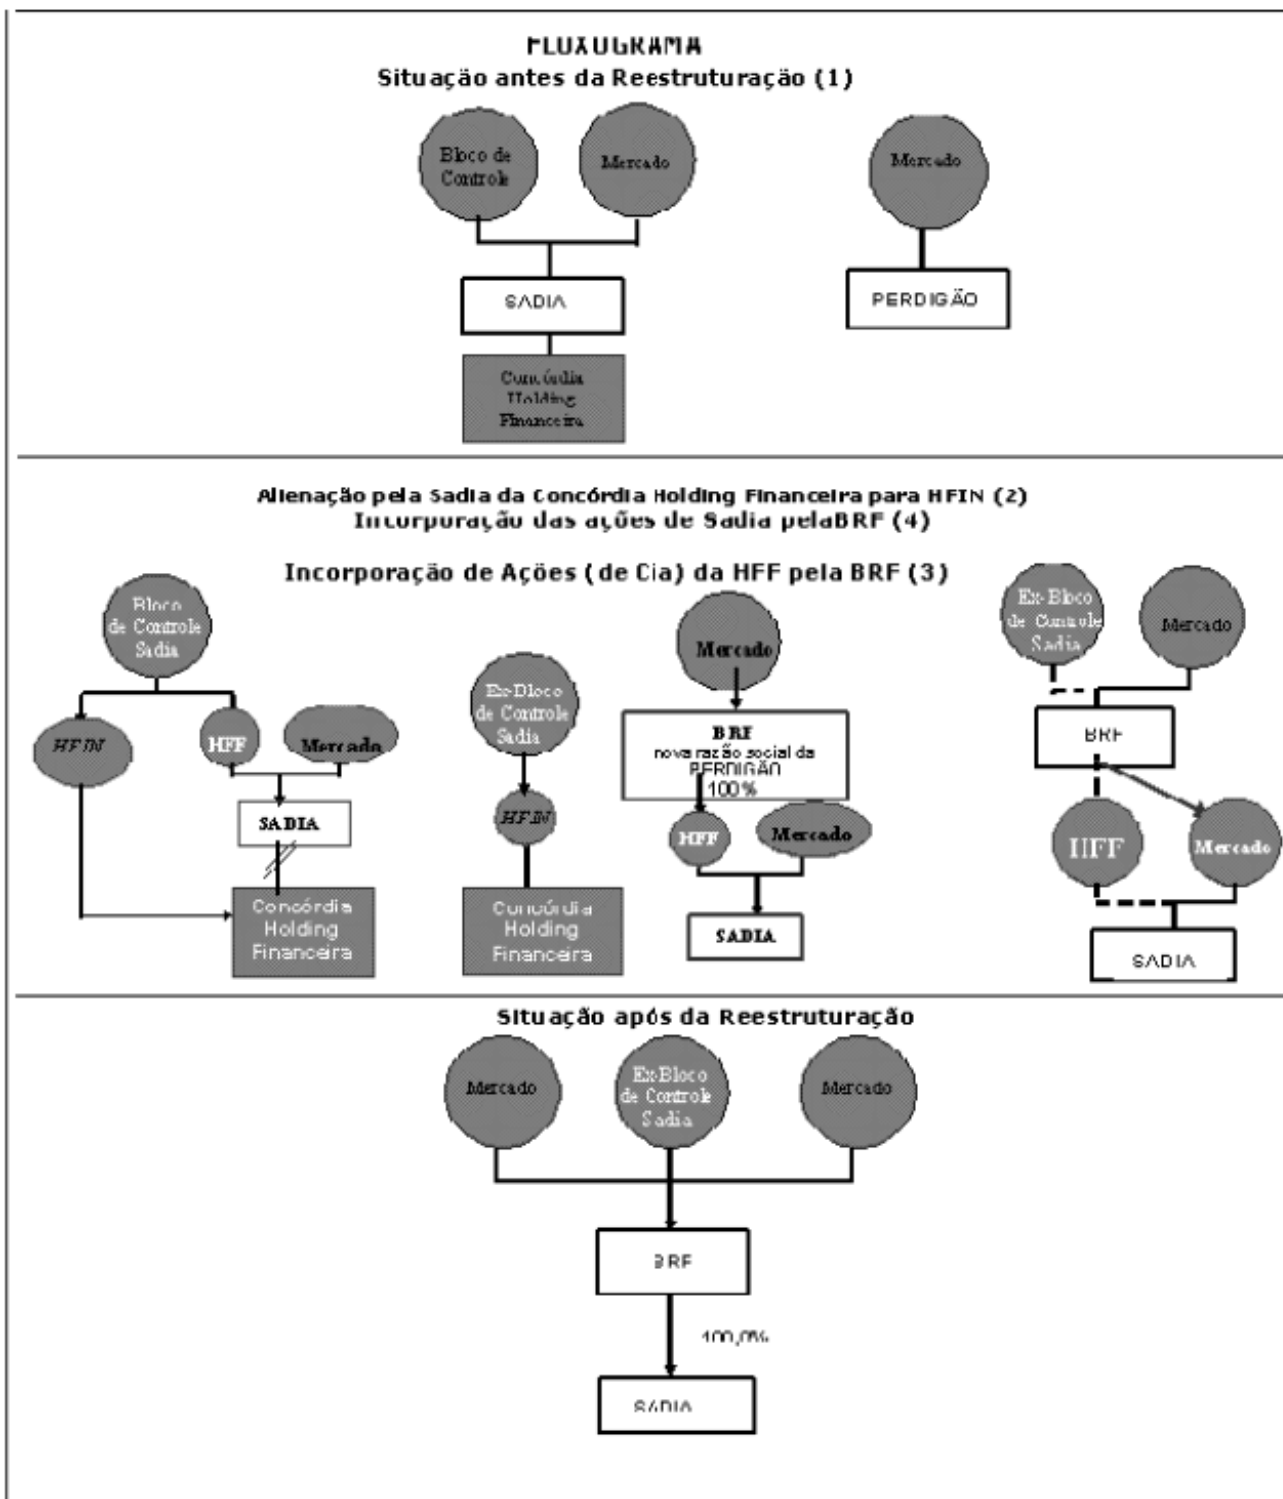 FLUXOGRAMA
Situação antes da Reestruturação (1)
Bloco de
Controle
Mercado
Mercado
SADIA
PERDIGÃO
Concórdia
Holding
Financeira
Alienação pela Sadia da Concórdia Holding Financeira para HFIN (2)
Incorporação das ações de Sadia pelaBRF (4)
Incorporação de Ações (de Cia) da HFF pela BRF (3)
Bloco
de Controle
Sadia
HFIN
HFF
Mercado
SADIA
Concórdia
Holding
Financeira
Ex-Bloco
de Controle
Sadia
HFIN
Concórdia
Holding
Financeira
Mercado
BRF
nova razão social da
PERDIGÃO
100%
HFF
Mercado
SADIA
Ex-Bloco
de Controle
Sadia
Mercado
BRF
HFF
Mercado
SADIA
Situação após da Reestruturação
Mercado
Ex-Bloco
de Controle
Sadia
Mercado
BRF
100,0%
SADIA